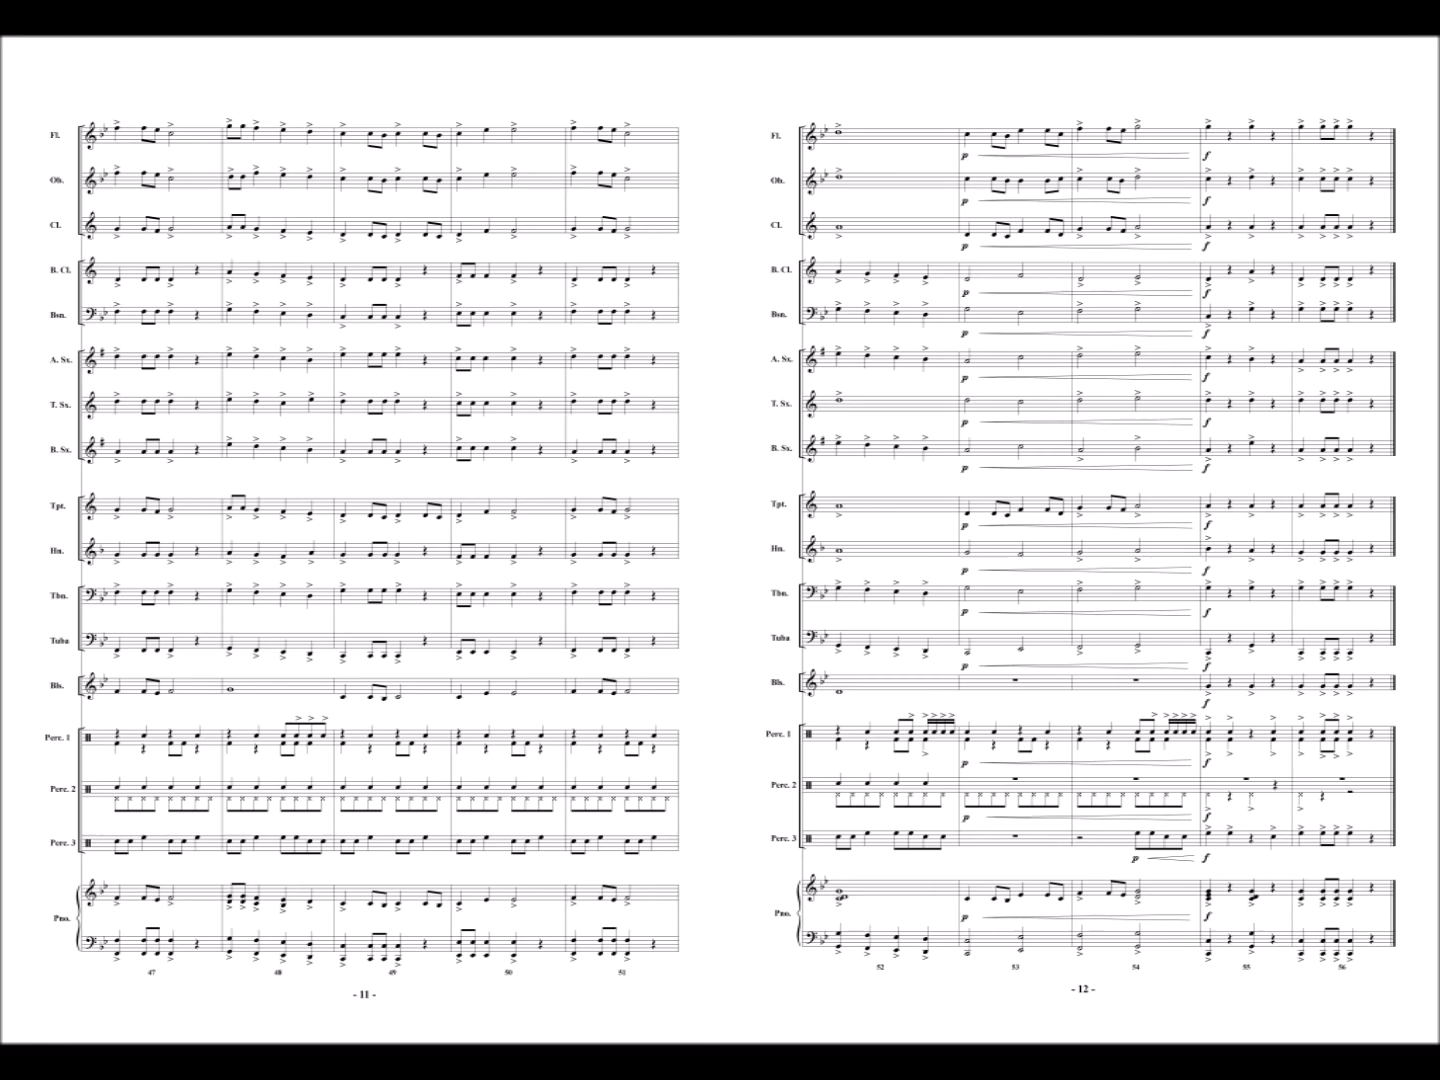 Fl.
Ob.
Cl.
B. Cl.
Bsn.
A. Sx.
T. Sx.
B. Sx.
Tpt.
Hn.
Tbn.
Tuba
Bls.
Perc. 1
Perc. 2
Perc. 3
Pno.
47 48 49 50 51
- 11 -
Fl.
p f
Ob.
p f
Cl.
p f
B. Cl.
p f
Bsn.
p f
A. Sx.
p f
T. Sx.
p f
B. Sx.
p f
Tpt.
p f
Hn.
p f
Tbn.
p f
Tuba
p f
Bls.
f
Perc. 1
p f
Perc. 2
p f
Perc. 3
p f
Pno.
p f
52 53 54 55 56
- 12 -